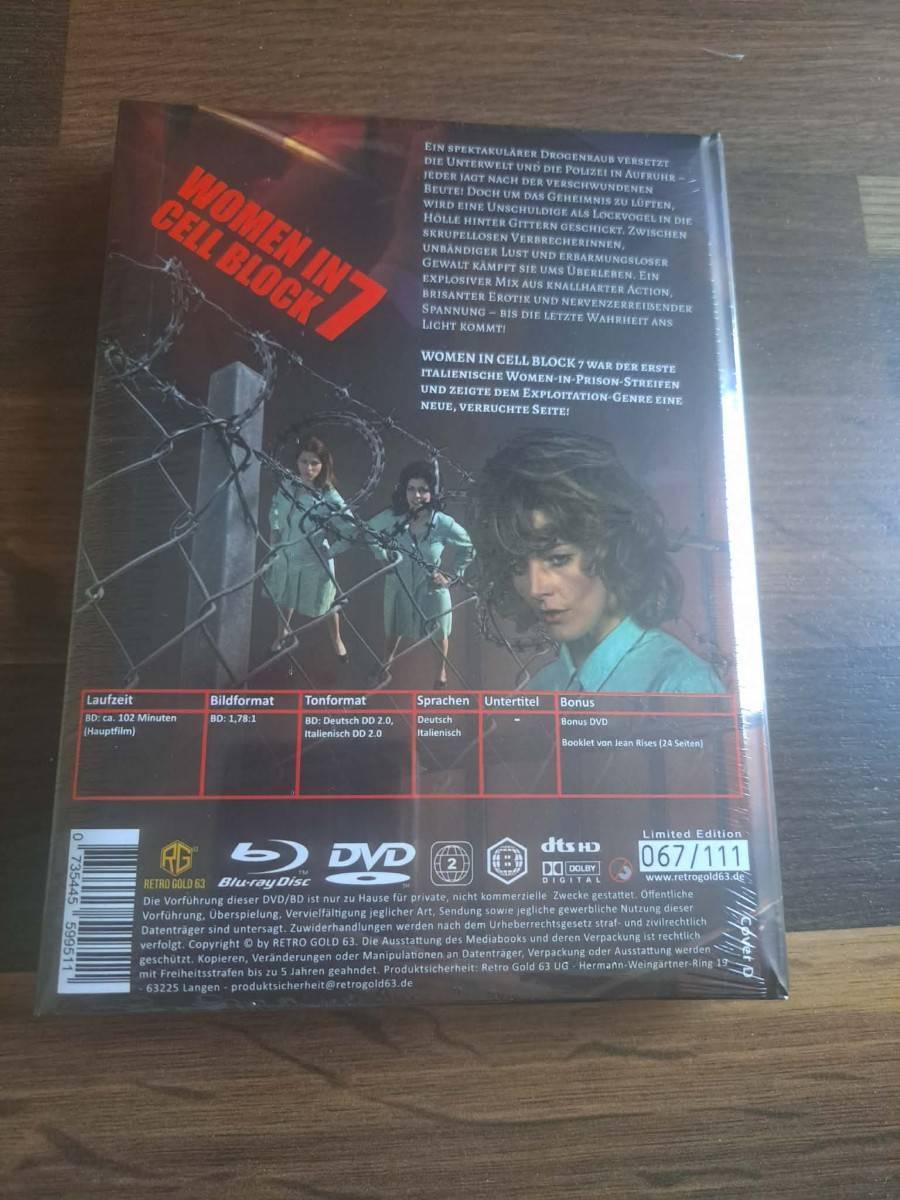 WOMEN IN
CELL BLOCK 7
EIN SPEKTAKULÄRER DROGENRAUB VERSETZT
DIE UNTERWELT UND DIE POLIZEI IN AUFRUHR –
JEDER JAGT NACH DER VERSCHWUNDENEN
BEUTE! DOCH UM DAS GEHEIMNIS ZU LÜFTEN,
WIRD EINE UNSCHULDIGE ALS LOCKVOGEL IN DIE
HÖLLE HINTER GITTERN GESCHICKT. ZWISCHEN
SKRUPELLOSEN VERBRECHERINNEN,
UNBÄNDIGER LUST UND ERBARMUNGSLOSER
GEWALT KÄMPFT SIE UMS ÜBERLEBEN. EIN
EXPLOSIVER MIX AUS KNALLHARTER ACTION,
BRISANTER EROTIK UND NERVENZERREISSENDER
SPANNUNG – BIS DIE LETZTE WAHRHEIT ANS
LICHT KOMMT!
WOMEN IN CELL BLOCK 7 WAR DER ERSTE
ITALIENISCHE WOMEN-IN-PRISON-STREIFEN
UND ZEIGTE DEM EXPLOITATION-GENRE EINE
NEUE, VERRUCHTE SEITE!
Laufzeit Bildformat Tonformat Sprachen Untertitel Bonus
BD: ca. 102 Minuten BD: 1,78:1 BD: Deutsch DD 2.0, Deutsch – Bonus DVD
(Hauptfilm) Italienisch DD 2.0 Italienisch
Booklet von Jean Rises (24 Seiten)
RG 63
RETRO GOLD 63
Blu-ray Disc™
DVD
2
B
dts HD
DOLBY
DIGITAL
Limited Edition
067/111
www.retrogold63.de
Cover D
0 735445 599511
Die Vorführung dieser DVD/BD ist nur zu Hause für private, nicht kommerzielle Zwecke gestattet. Öffentliche
Vorführung, Überspielung, Vervielfältigung jeglicher Art, Sendung sowie jegliche gewerbliche Nutzung dieser
Datenträger sind untersagt. Zuwiderhandlungen werden nach dem Urheberrechtsgesetz straf- und zivilrechtlich
verfolgt. Copyright © by RETRO GOLD 63. Die Ausstattung des Mediabooks und deren Verpackung ist rechtlich
geschützt. Kopieren, Veränderungen oder Manipulationen an Datenträger, Verpackung oder Ausstattung werden
mit Freiheitsstrafen bis zu 5 Jahren geahndet. Produktsicherheit: Retro Gold 63 UG - Hermann-Weingärtner-Ring 19
- 63225 Langen - produktsicherheit@retrogold63.de